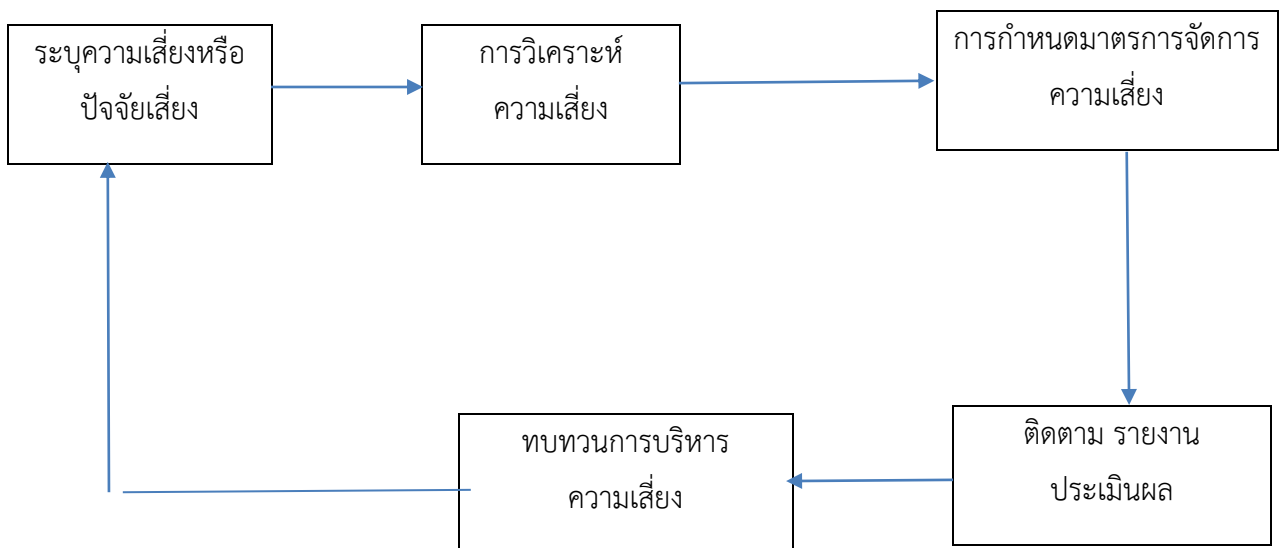 ระบุความเสี่ยงหรือ
ปัจจัยเสี่ยง
การวิเคราะห์
ความเสี่ยง
การกำหนดมาตรการจัดการ
ความเสี่ยง
ติดตาม รายงาน
ประเมินผล
ทบทวนการบริหาร
ความเสี่ยง